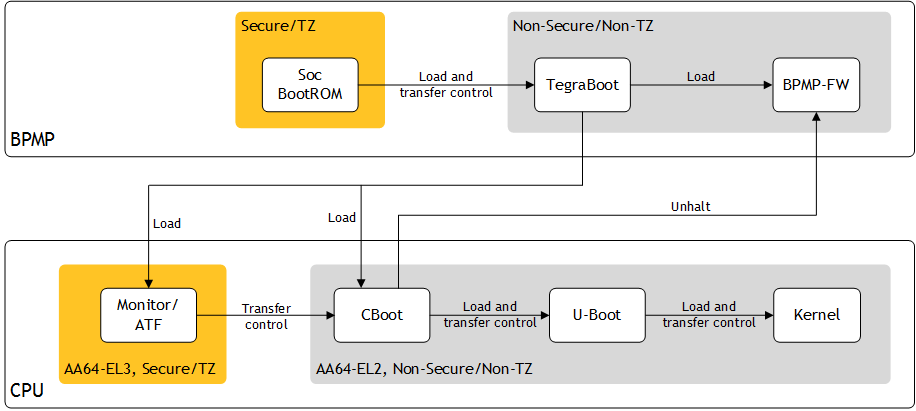 Secure/TZ
Non-Secure/Non-TZ
Soc
BootROM
Load and
transfer control
TegraBoot
Load
BPMP-FW
BPMP
Load
Load
Unhalt
Monitor/
ATF
Transfer
control
CBoot
Load and
transfer control
U-Boot
Load and
transfer control
Kernel
AA64-EL3, Secure/TZ
AA64-EL2, Non-Secure/Non-TZ
CPU